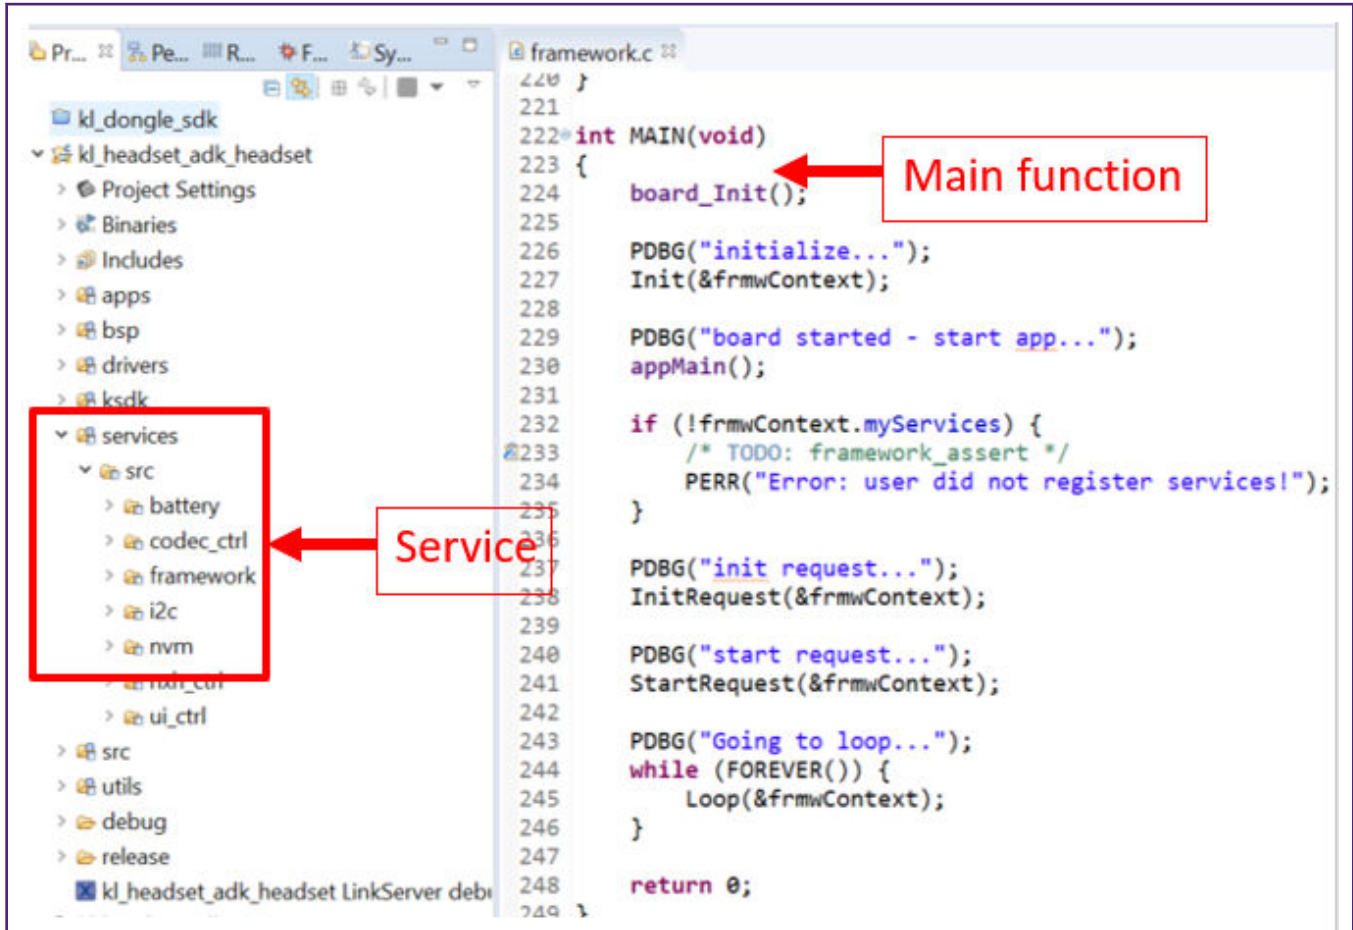 Pr... Pe... R... F... Sy...
kl_dongle_sdk
kl_headset_adk_headset
Project Settings
Binaries
Includes
apps
bsp
drivers
ksdk
services
src
battery
codec_ctrl
framework
i2c
nvm
nxh_ctrl
ui_ctrl
src
utils
debug
release
kl_headset_adk_headset LinkServer debu
Service
framework.c
220 }
221
222 int MAIN(void)
223 {
224 board_Init();
225
226 PDBG("initialize...");
227 Init(&frmwContext);
228
229 PDBG("board started - start app...");
230 appMain();
231
232 if (!frmwContext.myServices) {
233 /* TODO: framework_assert */
234 PERR("Error: user did not register services!");
235 }
236
237 PDBG("init request...");
238 InitRequest(&frmwContext);
239
240 PDBG("start request...");
241 StartRequest(&frmwContext);
242
243 PDBG("Going to loop...");
244 while (FOREVER()) {
245 Loop(&frmwContext);
246 }
247
248 return 0;
249 }
Main function